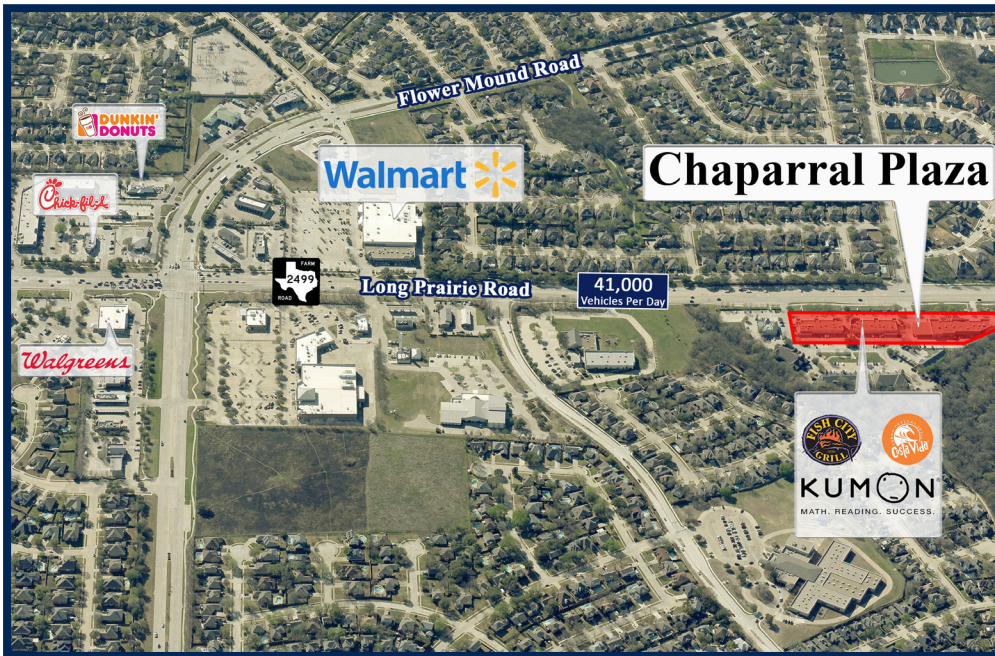 Flower Mound Road
DUNKIN'
DONUTS
Chick-fil-A
Walmart
Chaparral Plaza
FARM
2499
ROAD
Long Prairie Road
41,000
Vehicles Per Day
Walgreens
FISH CITY
GRILL
Costa Vida
KUMON
MATH. READING. SUCCESS.